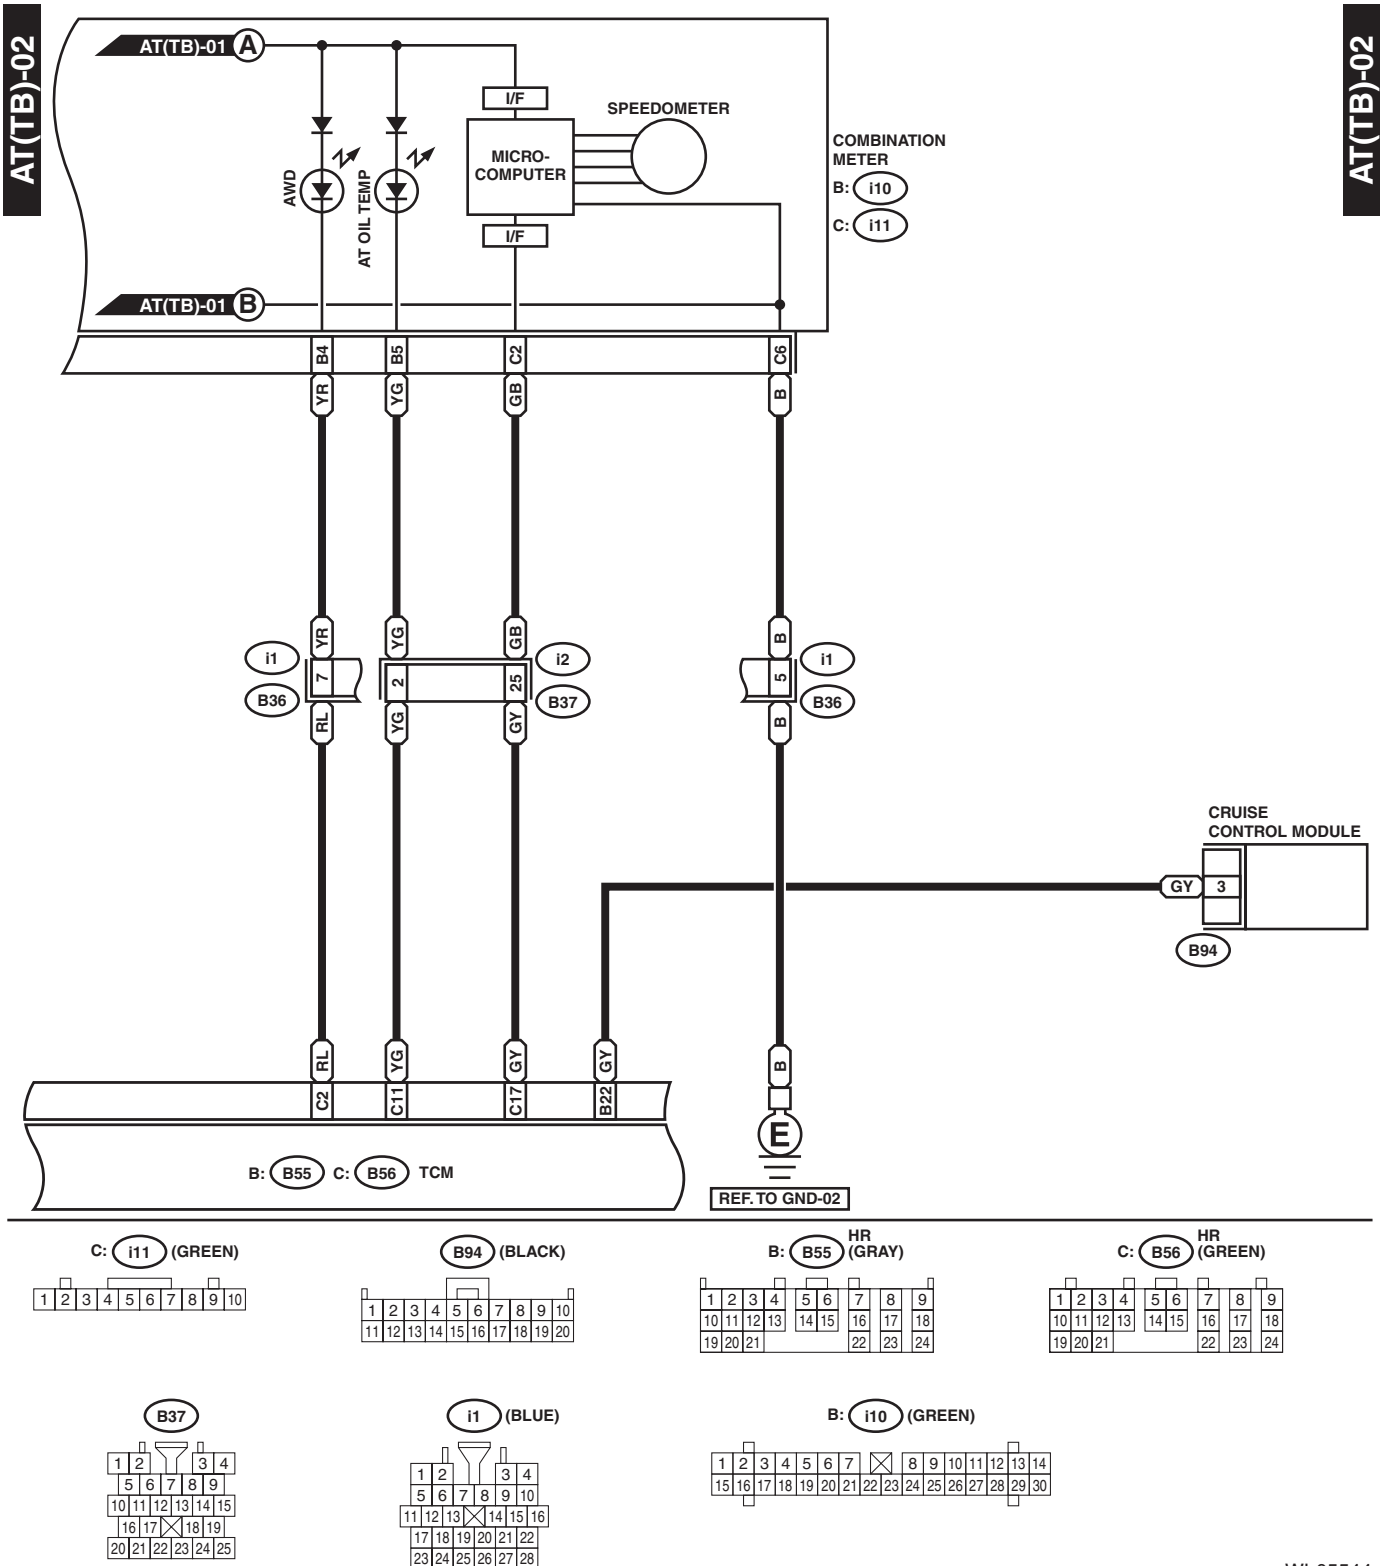 AT(TB)-02
AT(TB)-02
AT(TB)-01 A
I/F
SPEEDOMETER
MICRO-
COMPUTER
COMBINATION
METER
B: i10
C: i11
AWD
AT OIL TEMP
I/F
AT(TB)-01 B
B4 B5 C2 C6
YR YG GB B
YR YG GB B
i1 7 2 25 i2 5 i1
B36 B37 B36
RL YG GY B
CRUISE
CONTROL MODULE
GY 3
B94
RL YG GY GY B
C2 C11 C17 B22
E
B: B55 C: B56 TCM
REF. TO GND-02
C: i11 (GREEN)
1 2 3 4 5 6 7 8 9 10
B94 (BLACK)
1 2 3 4 5 6 7 8 9 10
11 12 13 14 15 16 17 18 19 20
HR
B: B55 (GRAY)
1 2 3 4 5 6 7 8 9
10 11 12 13 14 15 16 17 18
19 20 21 22 23 24
HR
C: B56 (GREEN)
1 2 3 4 5 6 7 8 9
10 11 12 13 14 15 16 17 18
19 20 21 22 23 24
B37
1 2 3 4
5 6 7 8 9
10 11 12 13 14 15
16 17 18 19
20 21 22 23 24 25
i1 (BLUE)
1 2 3 4
5 6 7 8 9 10
11 12 13 14 15 16
17 18 19 20 21 22
23 24 25 26 27 28
B: i10 (GREEN)
1 2 3 4 5 6 7 8 9 10 11 12 13 14
15 16 17 18 19 20 21 22 23 24 25 26 27 28 29 30